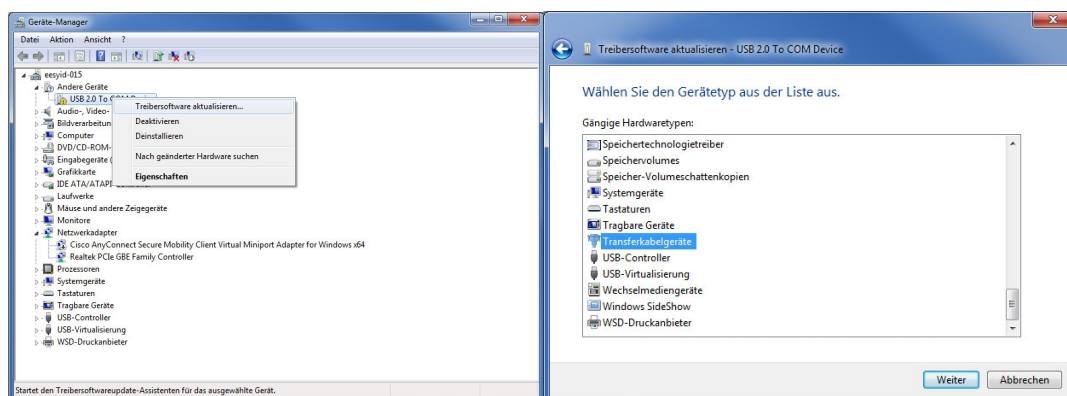 Geräte-Manager
Datei Aktion Ansicht ?
eesyid-015
Andere Geräte
USB 2.0 To
Audio-, Video-
Bildverarbeitun
Computer
DVD/CD-ROM-
Eingabegeräte (
Grafikkarte
IDE ATA/ATAPI
Laufwerke
Mäuse und andere Zeigegeräte
Monitore
Netzwerkadapter
Cisco AnyConnect Secure Mobility Client Virtual Miniport Adapter for Windows x64
Realtek PCIe GBE Family Controller
Prozessoren
Systemgeräte
Tastaturen
Tragbare Geräte
USB-Controller
USB-Virtualisierung
WSD-Druckanbieter
Treibersoftware aktualisieren...
Deaktivieren
Deinstallieren
Nach geänderter Hardware suchen
Eigenschaften
Startet den Treibersoftwareupdate-Assistenten für das ausgewählte Gerät.
Treibersoftware aktualisieren - USB 2.0 To COM Device
Wählen Sie den Gerätetyp aus der Liste aus.
Gängige Hardwaretypen:
Speichertechnologietreiber
Speichervolumes
Speicher-Volumeschattenkopien
Systemgeräte
Tastaturen
Tragbare Geräte
Transferkabelgeräte
USB-Controller
USB-Virtualisierung
Wechselmediengeräte
Windows SideShow
WSD-Druckanbieter
Weiter Abbrechen